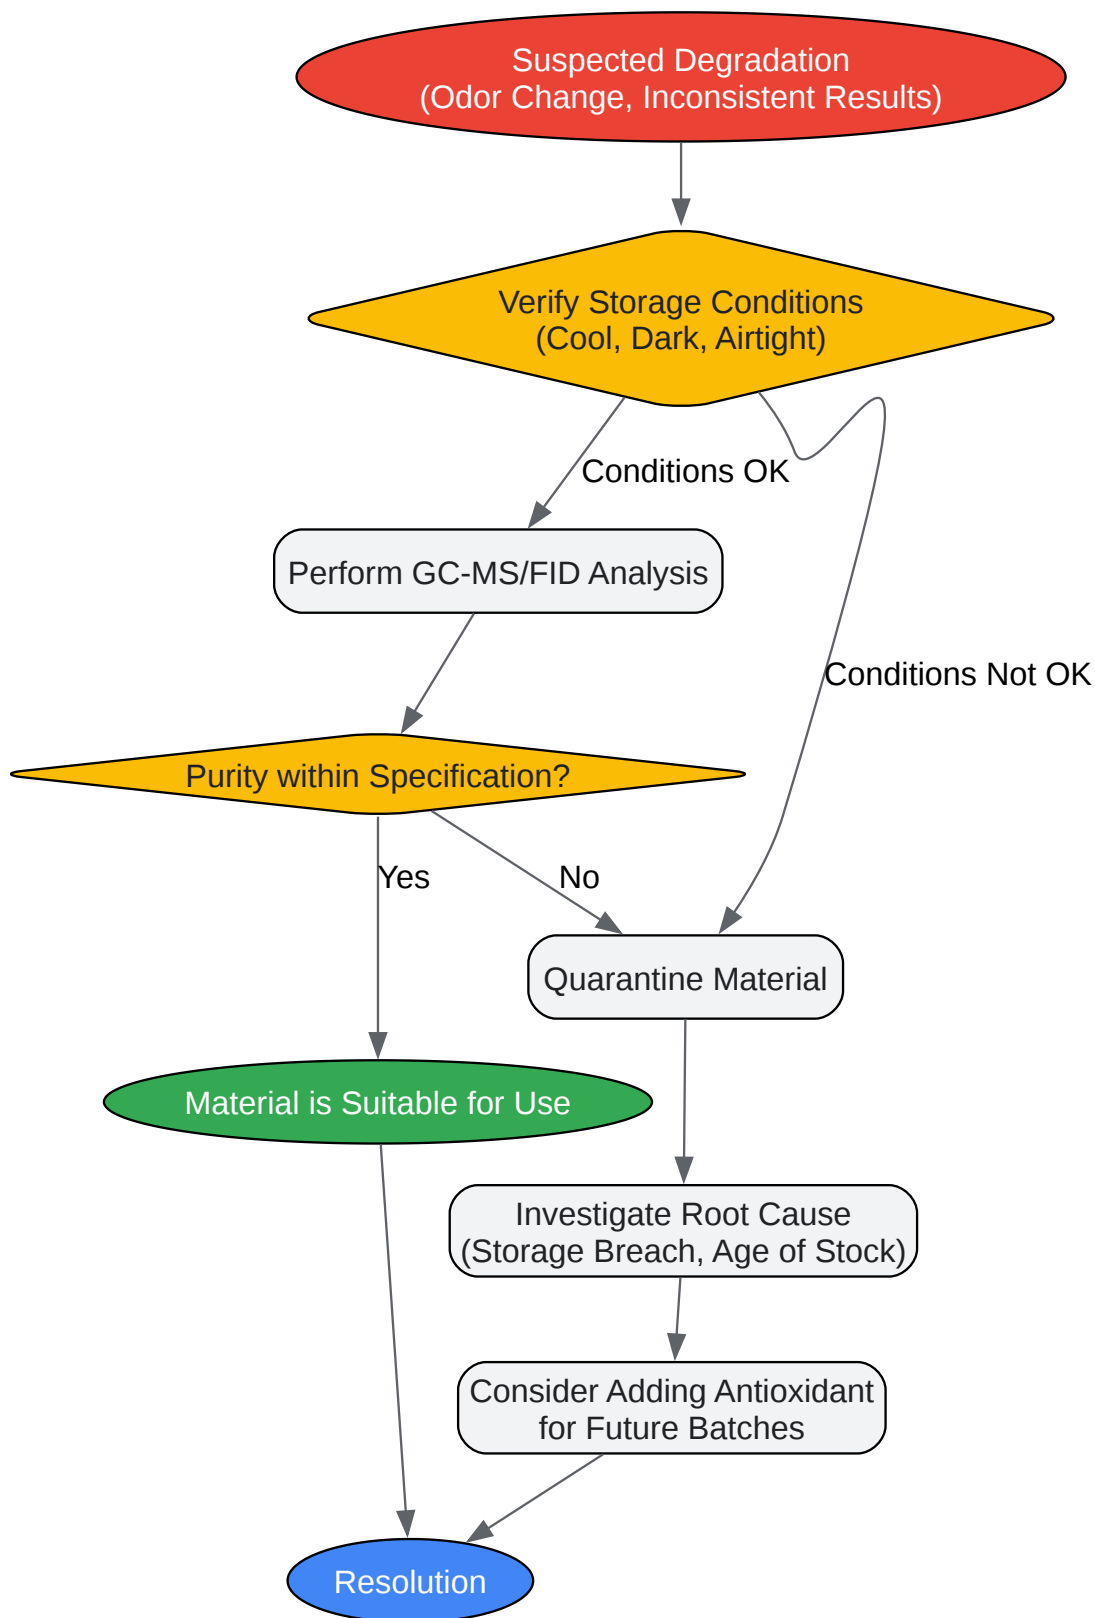 Suspected Degradation
(Odor Change, Inconsistent Results)
Verify Storage Conditions
(Cool, Dark, Airtight)
Conditions OK
Perform GC-MS/FID Analysis
Conditions Not OK
Purity within Specification?
Yes
No
Quarantine Material
Material is Suitable for Use
Investigate Root Cause
(Storage Breach, Age of Stock)
Consider Adding Antioxidant
for Future Batches
Resolution